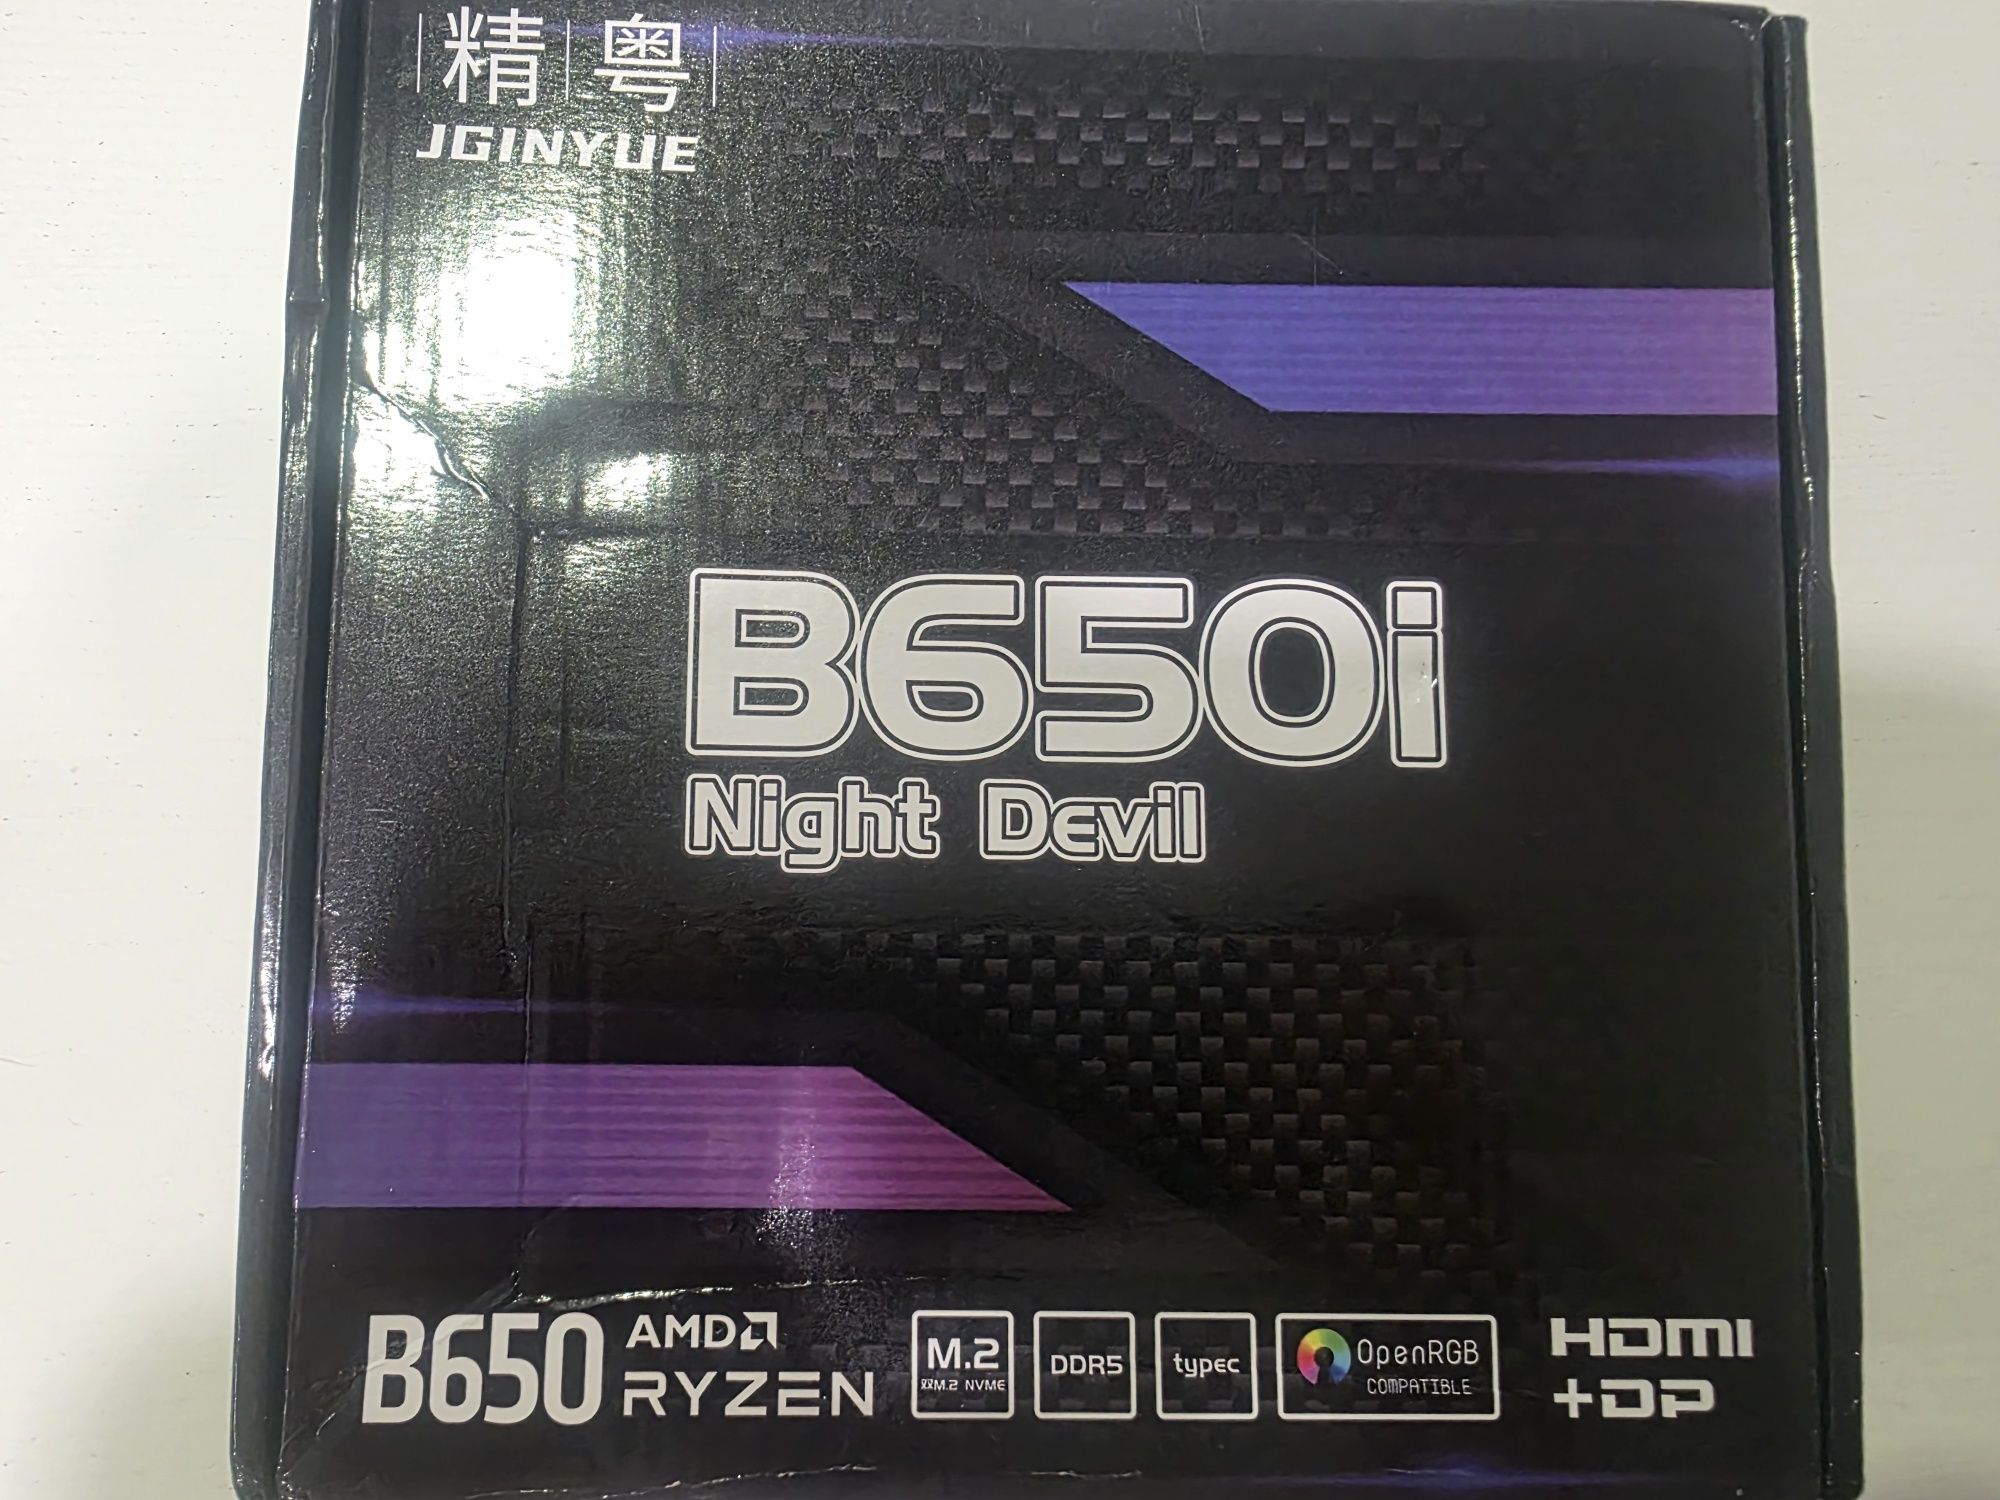 精粤
JGINYUE
B650i
Night Devil
B650
AMD
RYZEN
M.2
双M.2 NVME
DDR5
typec
OpenRGB
COMPATIBLE
HDMI
+DP